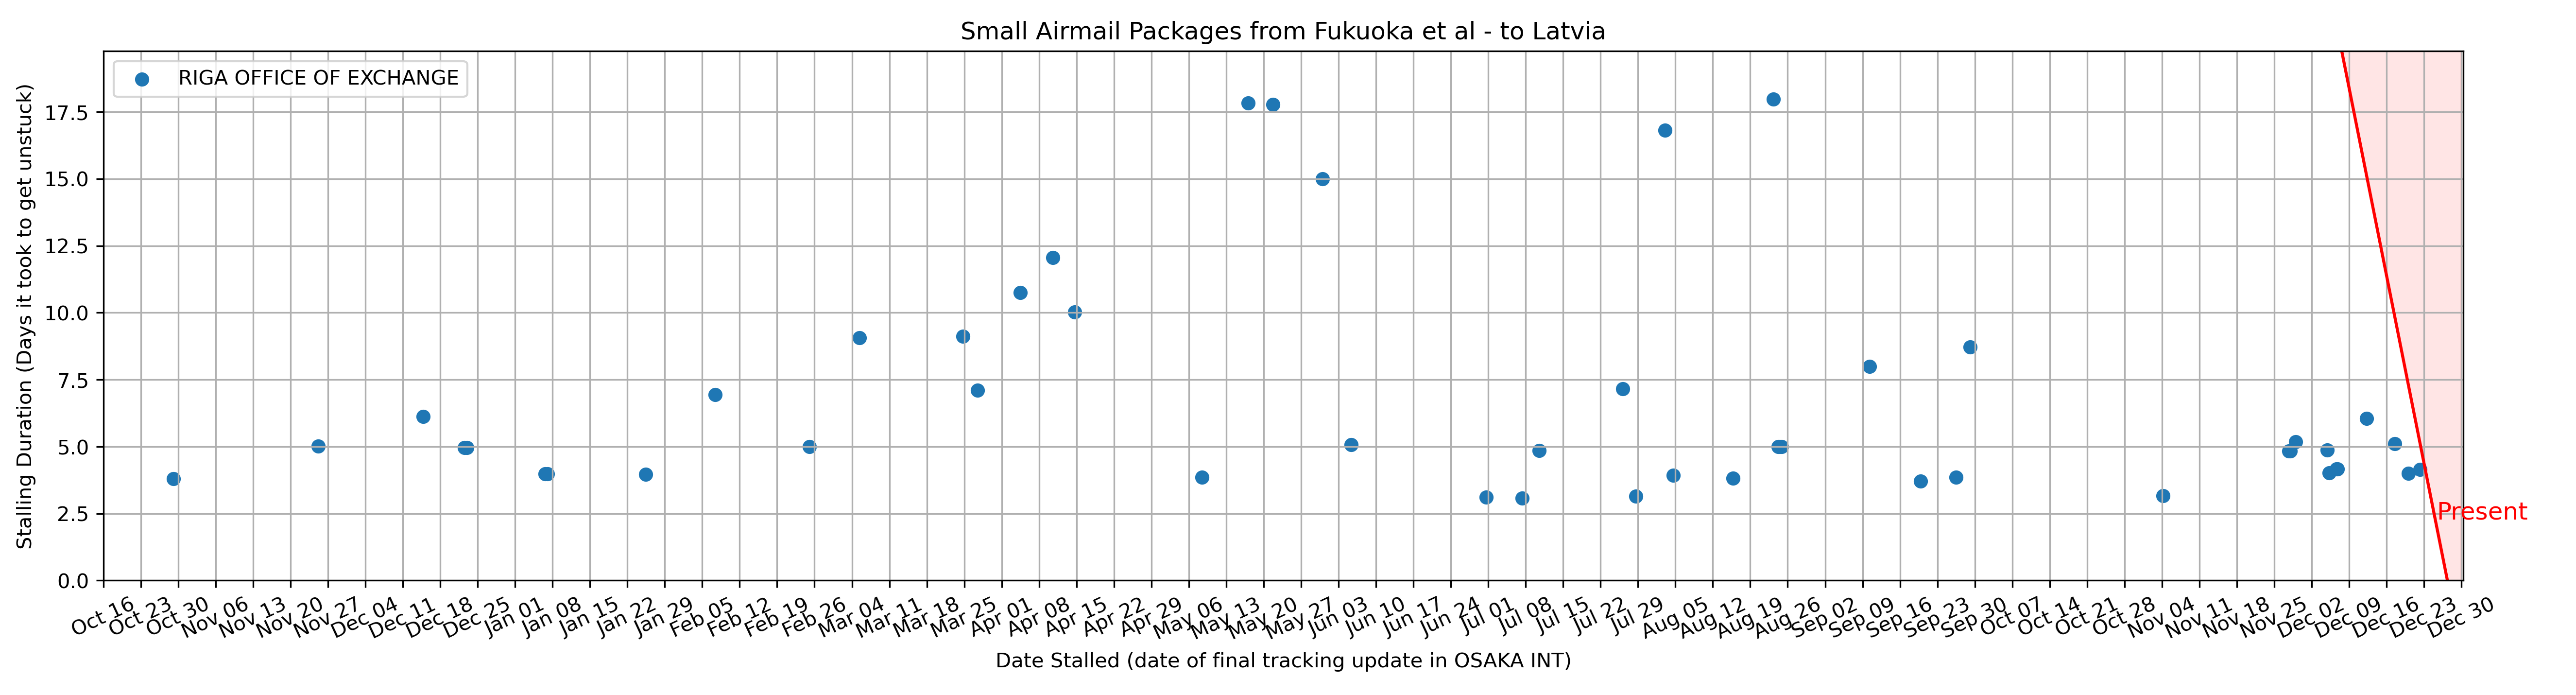 Small Airmail Packages from Fukuoka et al - to Latvia
RIGA OFFICE OF EXCHANGE
Stalling Duration (Days it took to get unstuck)
17.5
15.0
12.5
10.0
7.5
5.0
2.5
0.0
Present
Oct 16
Oct 23
Oct 30
Nov 06
Nov 13
Nov 20
Nov 27
Dec 04
Dec 11
Dec 18
Dec 25
Jan 01
Jan 08
Jan 15
Jan 22
Jan 29
Feb 05
Feb 12
Feb 19
Feb 26
Mar 04
Mar 11
Mar 18
Mar 25
Apr 01
Apr 08
Apr 15
Apr 22
Apr 29
May 06
May 13
May 20
May 27
Jun 03
Jun 10
Jun 17
Jun 24
Jul 01
Jul 08
Jul 15
Jul 22
Jul 29
Aug 05
Aug 12
Aug 19
Aug 26
Sep 02
Sep 09
Sep 16
Sep 23
Sep 30
Oct 07
Oct 14
Oct 21
Oct 28
Nov 04
Nov 11
Nov 18
Nov 25
Dec 02
Dec 09
Dec 16
Dec 23
Dec 30
Date Stalled (date of final tracking update in OSAKA INT)